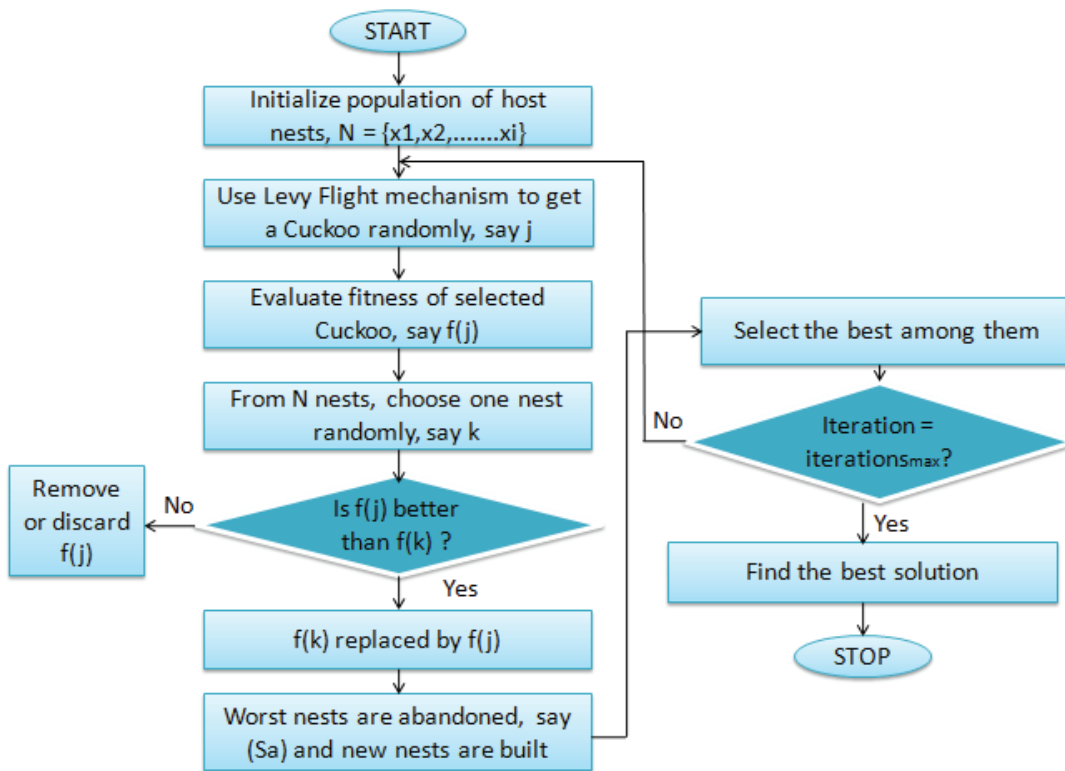 START
Initialize population of host
nests, N = {x1,x2,.......xi}
Use Levy Flight mechanism to get
a Cuckoo randomly, say j
Evaluate fitness of selected
Cuckoo, say f(j)
From N nests, choose one nest
randomly, say k
Is f(j) better
than f(k) ?
No
Remove
or discard
f(j)
Yes
f(k) replaced by f(j)
Worst nests are abandoned, say
(Sa) and new nests are built
Select the best among them
Iteration =
iterationsmax?
No
Yes
Find the best solution
STOP